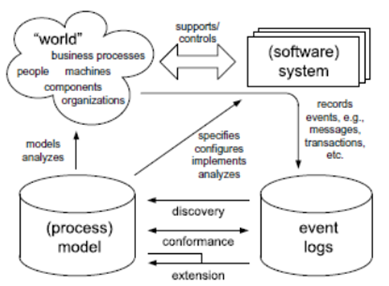 supports/
controls
"world"
business processes
people machines
components
organizations
(software)
system
records
events, e.g.,
messages,
transactions,
etc.
models
analyzes
specifies
configures
implements
analyzes
discovery
(process)
model
conformance
event
logs
extension